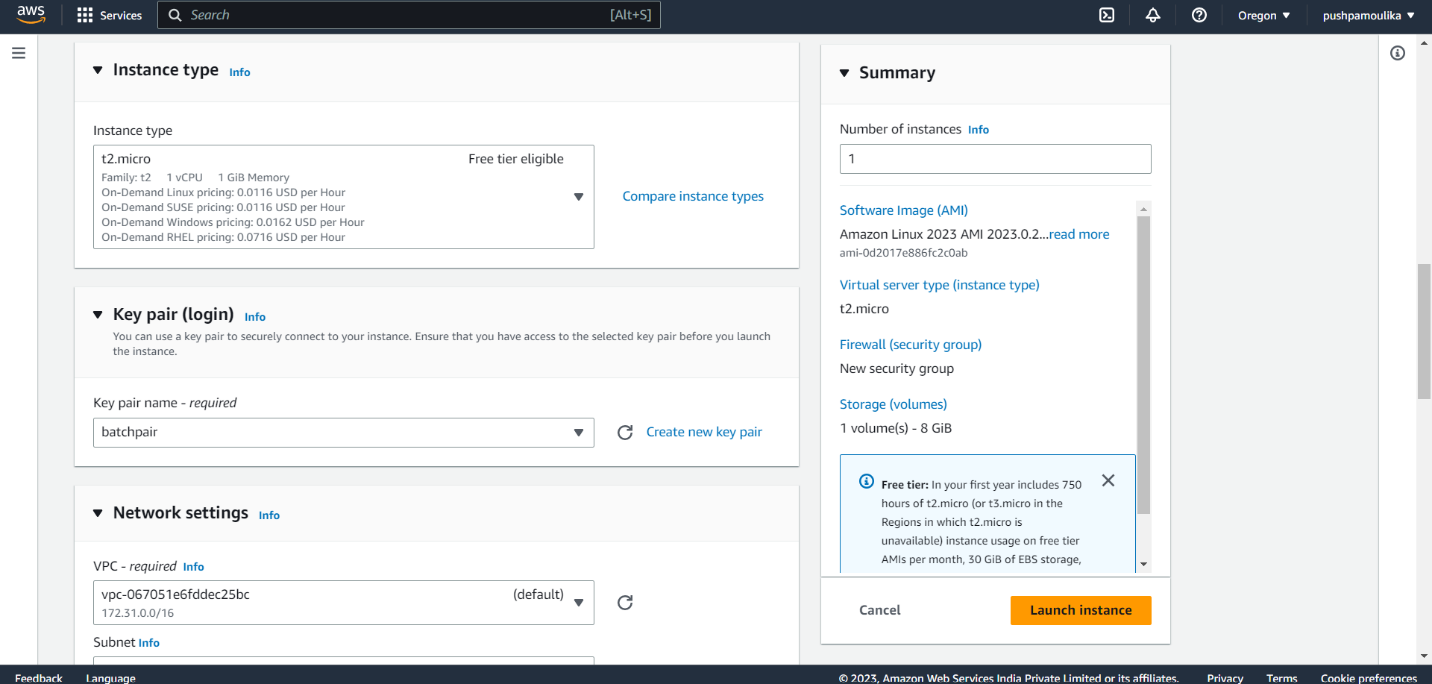 aws
Services
Search
[Alt+S]
Oregon ▼
pushpamoulika ▼
▼ Instance type Info
Instance type
t2.micro Free tier eligible
Family: t2 1 vCPU 1 GiB Memory
On-Demand Linux pricing: 0.0116 USD per Hour
On-Demand SUSE pricing: 0.0116 USD per Hour
On-Demand Windows pricing: 0.0162 USD per Hour
On-Demand RHEL pricing: 0.0716 USD per Hour
Compare instance types
▼ Key pair (login) Info
You can use a key pair to securely connect to your instance. Ensure that you have access to the selected key pair before you launch
the instance.
Key pair name - required
batchpair
Create new key pair
▼ Network settings Info
VPC - required Info
vpc-067051e6fddec25bc (default)
172.31.0.0/16
Subnet Info
▼ Summary
Number of instances Info
1
Software Image (AMI)
Amazon Linux 2023 AMI 2023.0.2...read more
ami-0d2017e886fc2c0ab
Virtual server type (instance type)
t2.micro
Firewall (security group)
New security group
Storage (volumes)
1 volume(s) - 8 GiB
Free tier: In your first year includes 750
hours of t2.micro (or t3.micro in the
Regions in which t2.micro is
unavailable) instance usage on free tier
AMIs per month, 30 GiB of EBS storage,
Cancel
Launch instance
Feedback
Language
© 2023, Amazon Web Services India Private Limited or its affiliates.
Privacy
Terms
Cookie preferences